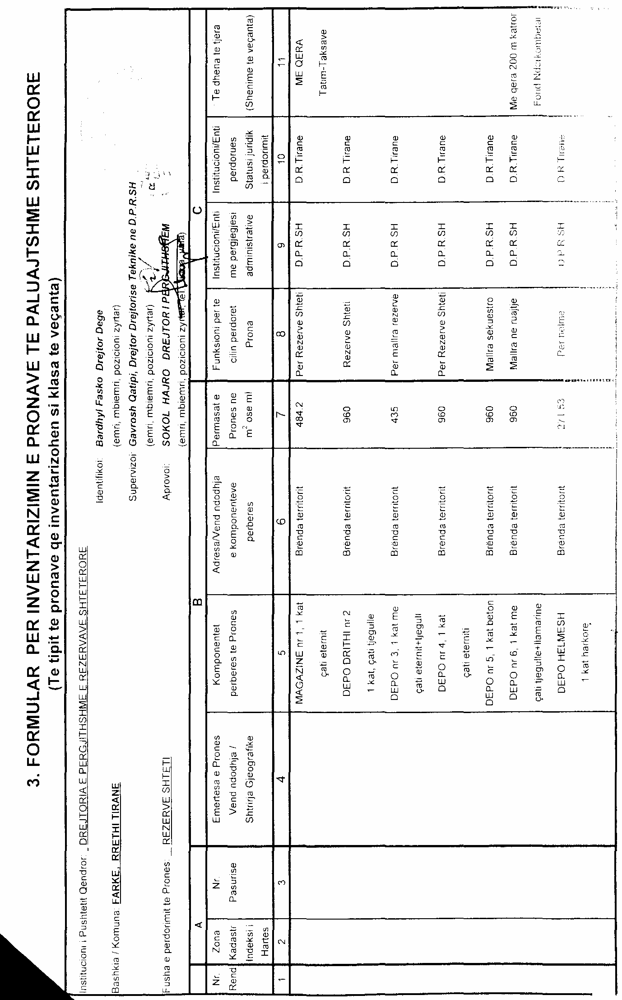 3. FORMULAR PER INVENTARIZIMIN E PRONAVE TE PALUAJTSHME SHTETERORE
(Te tipit te pronave qe inventarizohen si klasa te veçanta)
Institucioni i Pushtetit Qendror: DREJTORIA E PERGJITHSHME E REZERVAVE SHTETERORE
Identifikoi: Bardhyl Fasko Drejtor Dege
(emri, mbiemri, pozicioni zyrtar)
Bashkia / Komuna: FARKE, RRETHI TIRANE
Supervizoi Gavrosh Qatipi, Drejtor Drejtorise Teknike ne D.P.R.SH
(emri, mbiemri, pozicioni zyrtar)
Fusha e perdorimit te Prones: REZERVE SHTETI
Aprovoi: SOKOL HAJRO DREJTOR I PERGJITHSHEM
(emri, mbiemri, pozicioni zyrtar,
A B C
Nr. Zona Nr. Emertesa e Prones Komponentet Adresa/Vend ndodhja Permasat e Funksioni per te Institucioni/Enti Institucioni/Enti Te dhena te tjera
Rend Kadastr Pasurise Vend ndodhja / perberes te Prones e komponenteve Prones ne cilin perdoret me pergjegjesi perdorues
Indeksi i Shtrirja Gjeografike perberes m² ose ml Prona administrative Statusi juridik (Shenime te veçanta)
Hartes i perdorimit
1 2 3 4 5 6 7 8 9 10 11
MAGAZINE nr 1, 1 kat Brënda territorit 484.2 Per Rezerve Shteti D.P.R.SH D.R.Tirane ME QERA
çati eternit Tatim-Taksave
DEPO DRITHI nr 2 Brënda territorit 960 Rezerve Shteti D.P.R.SH D.R Tirane
1 kat, çati tjegulle
DEPO nr 3, 1 kat me Brënda territorit 435 Per mallra rezerve D.P.R SH D.R.Tirane
çati eternit+tjegull
DEPO nr 4, 1 kat Brenda territorit 960 Per Rezerve Shteti D.P.R.SH D.R.Tirane
çati eterniti
DEPO nr 5, 1 kat beton Brënda territorit 960 Mallra sekuestro D.P.R.SH D.R.Tirane
DEPO nr 6, 1 kat me Brënda territorit 960 Mallra ne ruajtje D.P.R.SH D.R.Tirane Me qera 200 m katror
çati tjegulle+llamarine Fond Nderkombetar
DEPO HELMESH Brenda territorit Per helme D.P.R.SH D.R Tirane
1 kat harkore